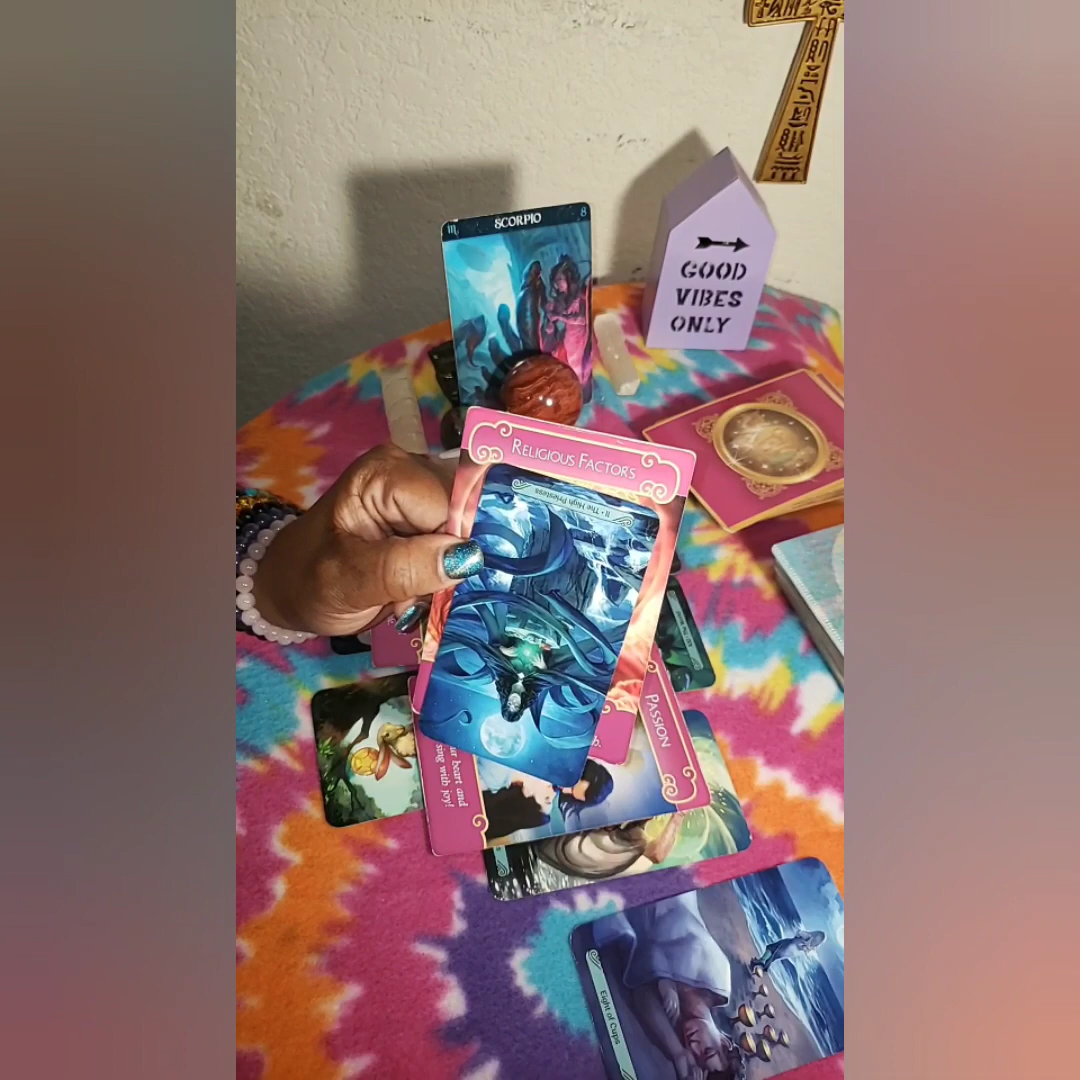 ♏ SCORPIO 8
GOOD
VIBES
ONLY
RELIGIOUS FACTORS
II • The High Priestess
PASSION
ur heart and
sing with joy!
Eight of Cups